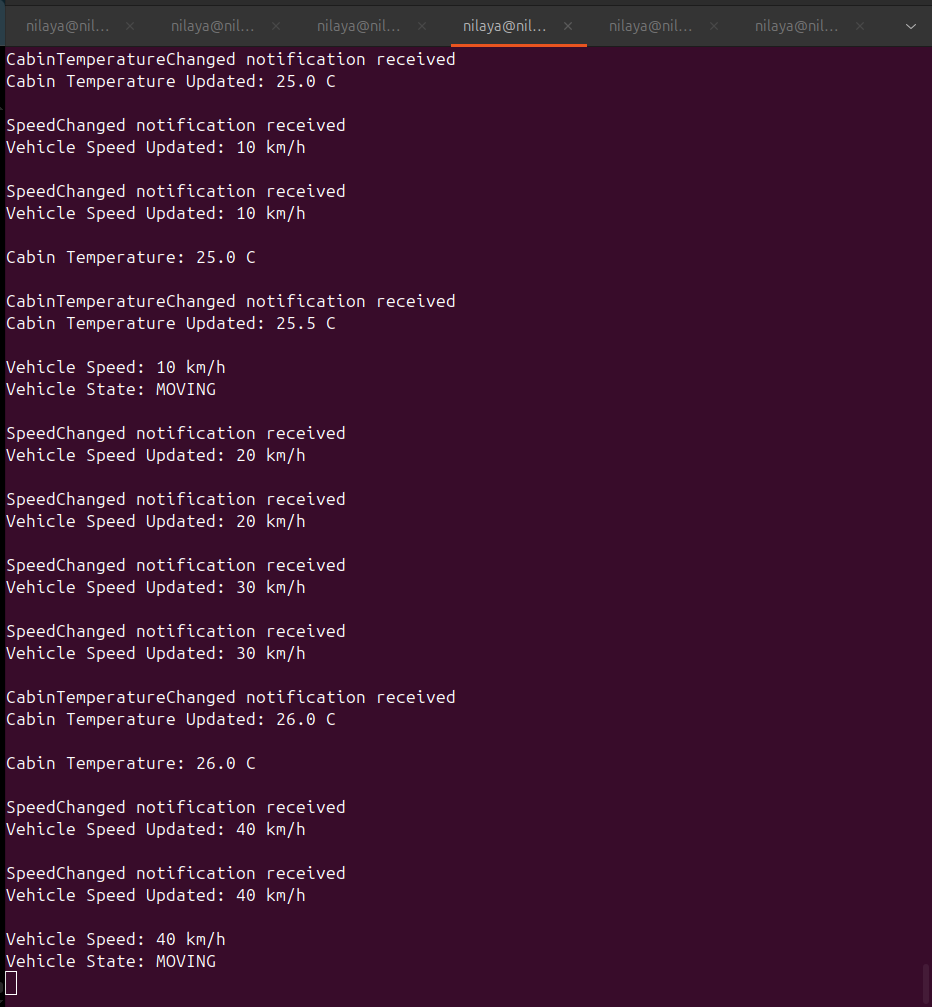 nilaya@nil... × nilaya@nil... × nilaya@nil... × nilaya@nil... × nilaya@nil... × nilaya@nil... ×
CabinTemperatureChanged notification received
Cabin Temperature Updated: 25.0 C
SpeedChanged notification received
Vehicle Speed Updated: 10 km/h
SpeedChanged notification received
Vehicle Speed Updated: 10 km/h
Cabin Temperature: 25.0 C
CabinTemperatureChanged notification received
Cabin Temperature Updated: 25.5 C
Vehicle Speed: 10 km/h
Vehicle State: MOVING
SpeedChanged notification received
Vehicle Speed Updated: 20 km/h
SpeedChanged notification received
Vehicle Speed Updated: 20 km/h
SpeedChanged notification received
Vehicle Speed Updated: 30 km/h
SpeedChanged notification received
Vehicle Speed Updated: 30 km/h
CabinTemperatureChanged notification received
Cabin Temperature Updated: 26.0 C
Cabin Temperature: 26.0 C
SpeedChanged notification received
Vehicle Speed Updated: 40 km/h
SpeedChanged notification received
Vehicle Speed Updated: 40 km/h
Vehicle Speed: 40 km/h
Vehicle State: MOVING